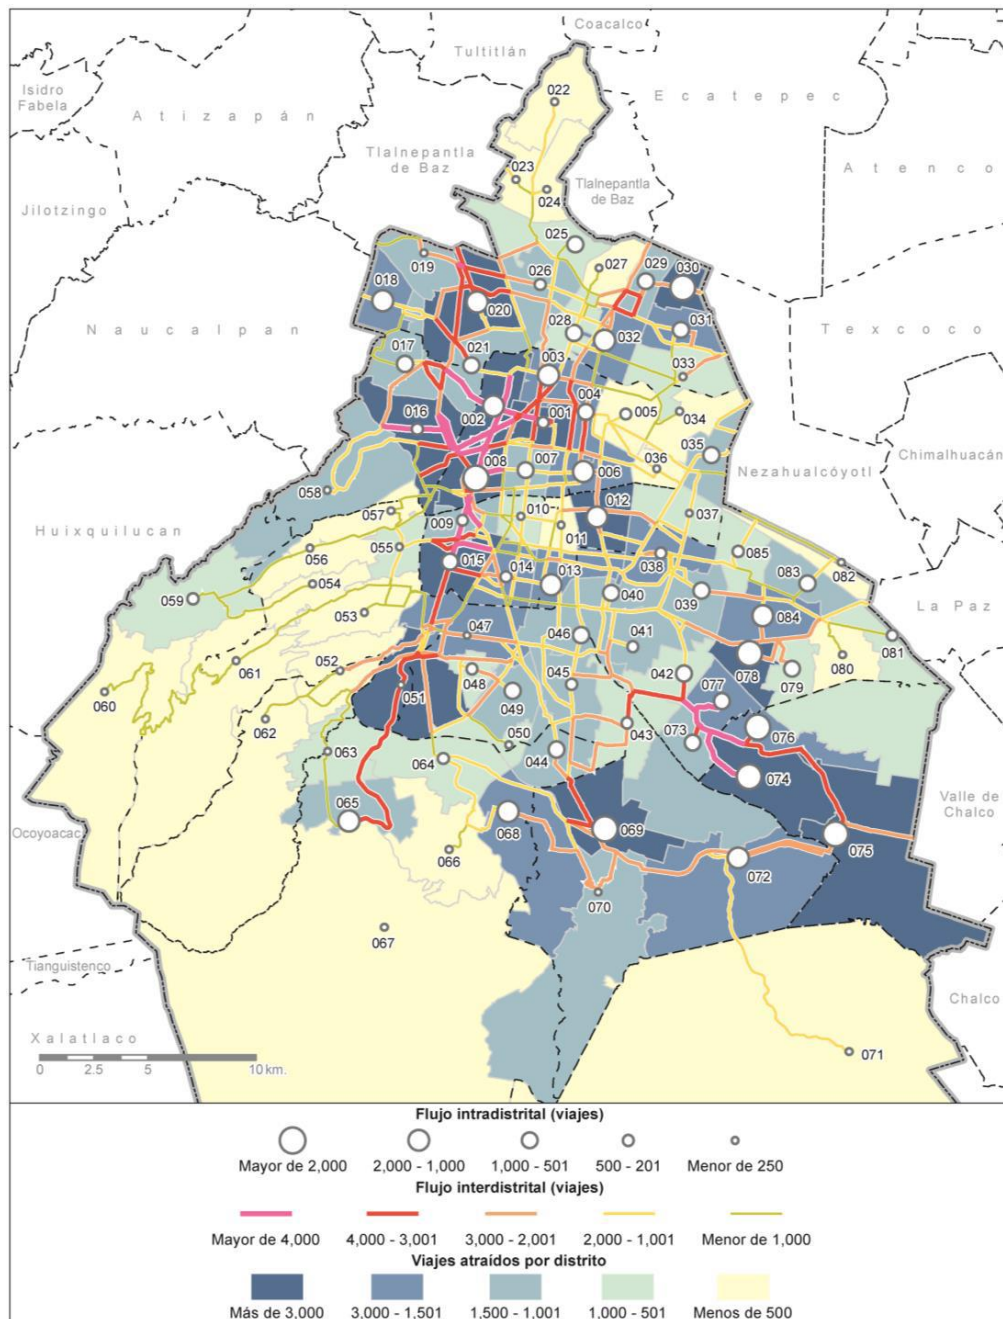 Coacalco
Tultitlán
Isidro
Fabela
Ecatepec
Atizapán
022
Tlalnepantla
de Baz
Atenco
023
Tlalnepantla
de Baz
024
Jilotzingo
025
019
026
027
029
030
018
020
Naucalpan
Texcoco
028
031
032
017
021
003
033
002
004
001
005
034
016
035
008
007
006
036
Nezahualcóyotl
Chimalhuacán
058
012
057
009
010
037
Huixquilucan
011
055
085
056
015
038
082
014
013
083
054
040
039
059
La Paz
053
084
047
046
041
081
061
052
080
048
045
042
078
060
051
077
079
049
062
076
050
043
073
063
064
044
074
Valle de
Chalco
065
Ocoyoacac
068
069
075
066
072
070
067
Tianguistenco
Chalco
Xalatlaco
071
0 2.5 5 10 km.
Flujo intradistrital (viajes)
Mayor de 2,000 2,000 - 1,000 1,000 - 501 500 - 201 Menor de 250
Flujo interdistrital (viajes)
Mayor de 4,000 4,000 - 3,001 3,000 - 2,001 2,000 - 1,001 Menor de 1,000
Viajes atraídos por distrito
Más de 3,000 3,000 - 1,501 1,500 - 1,001 1,000 - 501 Menos de 500